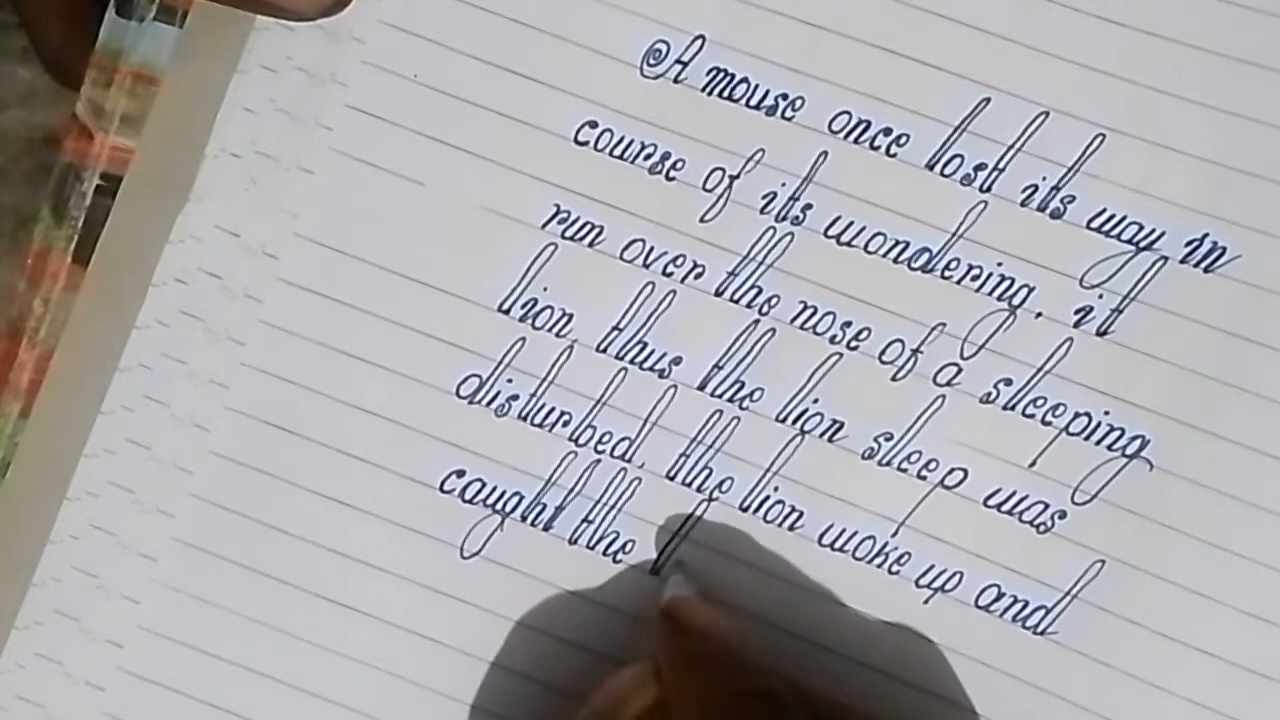 A mouse once lost its way in
course of its wondering. it
run over the nose of a sleeping
lion, thus the lion sleep was
disturbed, the lion woke up and
caught the